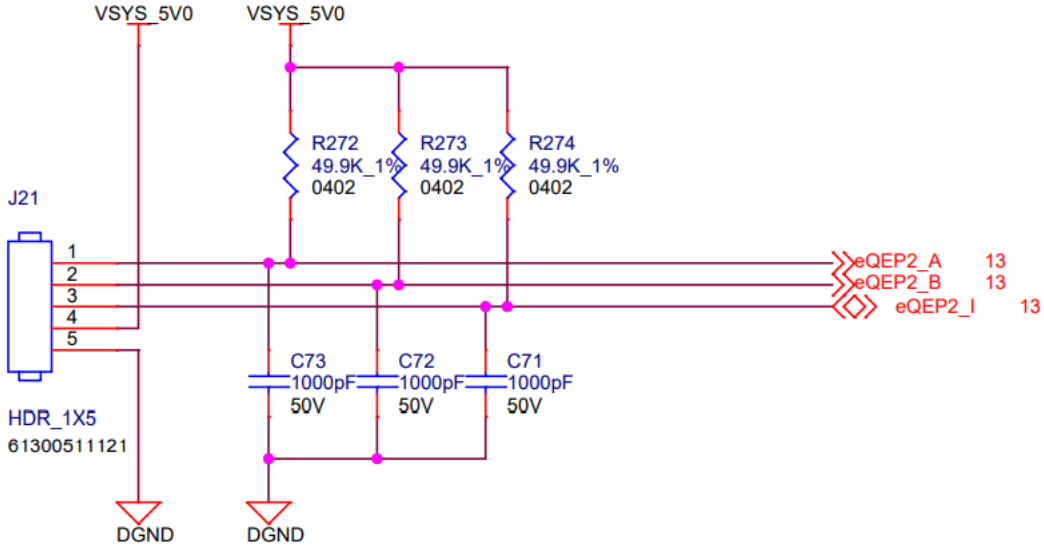 VSYS_5V0
VSYS_5V0
R272
49.9K_1%
0402
R273
49.9K_1%
0402
R274
49.9K_1%
0402
J21
1
2
3
4
5
eQEP2_A 13
eQEP2_B 13
eQEP2_I 13
C73
1000pF
50V
C72
1000pF
50V
C71
1000pF
50V
HDR_1X5
61300511121
DGND
DGND